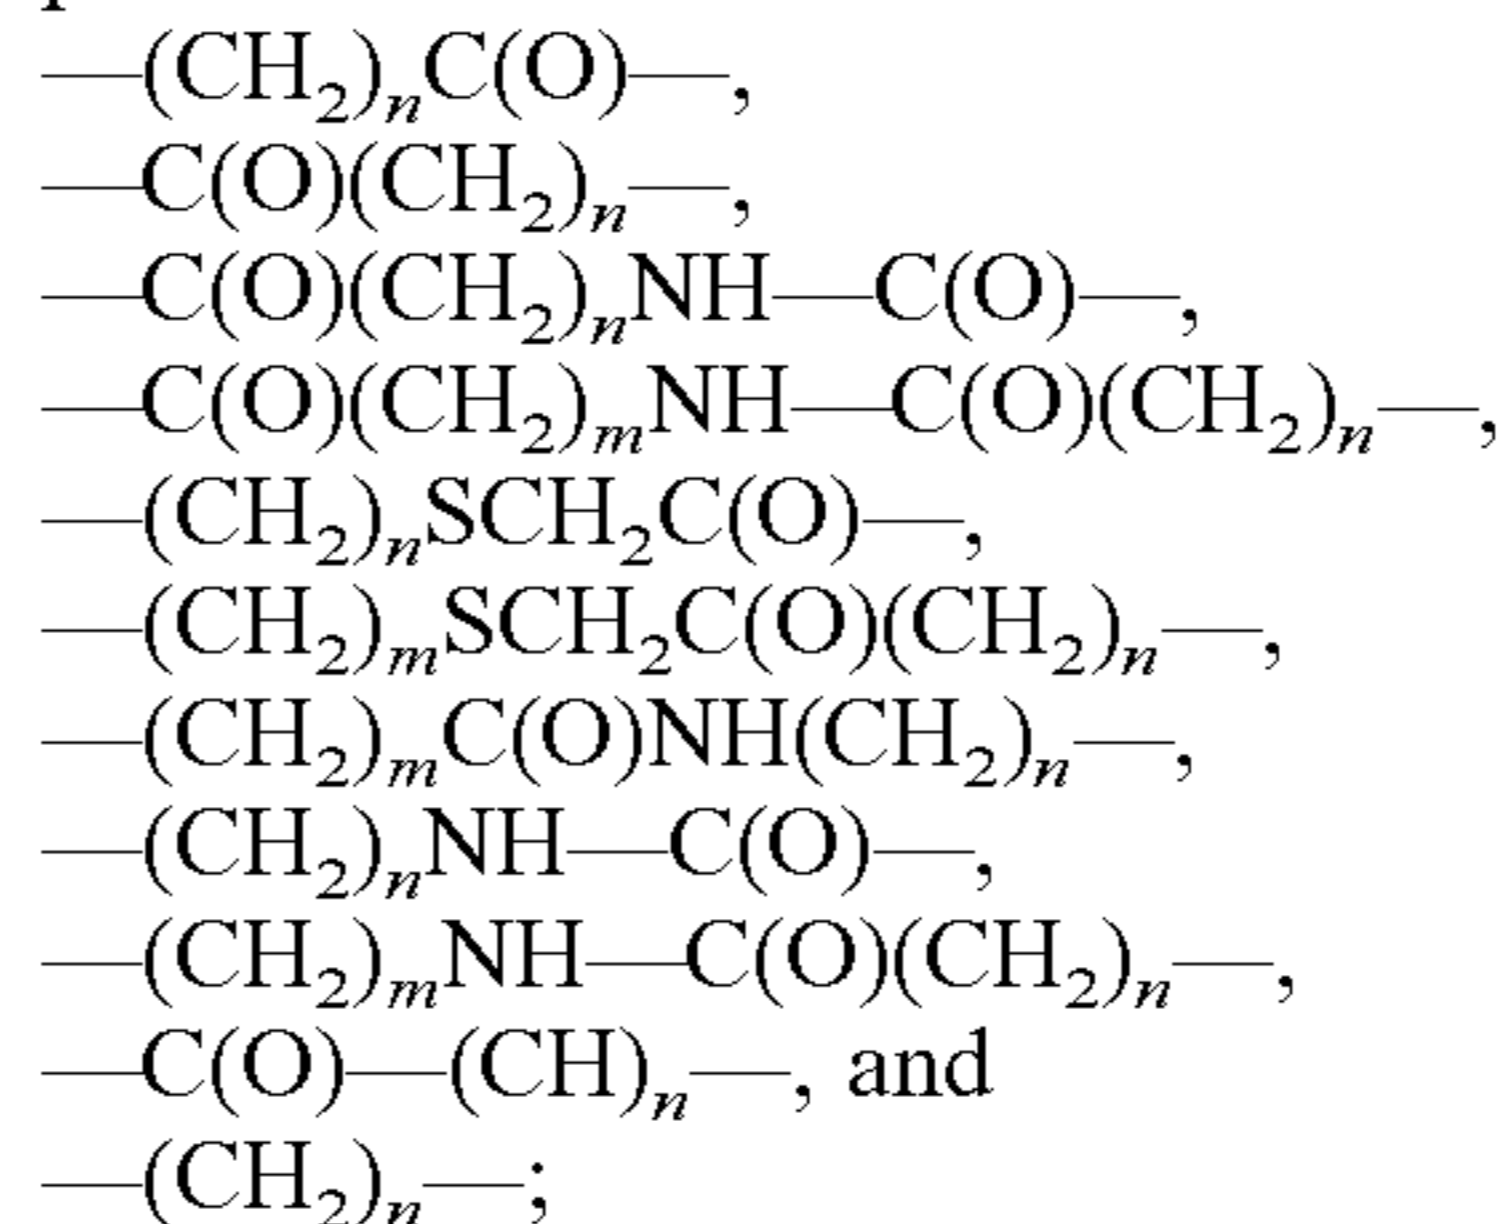 —(CH₂)ₙC(O)—,
—C(O)(CH₂)ₙ—,
—C(O)(CH₂)ₙNH—C(O)—,
—C(O)(CH₂)ₘNH—C(O)(CH₂)ₙ—,
—(CH₂)ₙSCH₂C(O)—,
—(CH₂)ₘSCH₂C(O)(CH₂)ₙ—,
—(CH₂)ₘC(O)NH(CH₂)ₙ—,
—(CH₂)ₙNH—C(O)—,
—(CH₂)ₘNH—C(O)(CH₂)ₙ—,
—C(O)—(CH)ₙ—, and
—(CH₂)ₙ—;